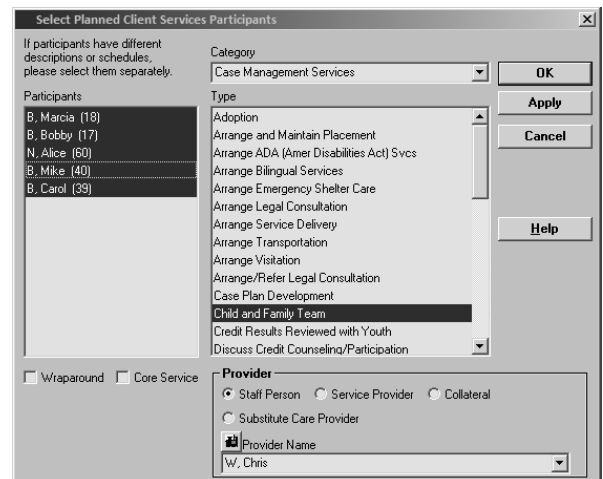 Select Planned Client Services Participants
If participants have different
descriptions or schedules,
please select them separately.
Category
Case Management Services
OK
Apply
Cancel
Help
Participants
B, Marcia (18)
B, Bobby (17)
N, Alice (60)
B, Mike (40)
B, Carol (39)
Type
Adoption
Arrange and Maintain Placement
Arrange ADA (Amer Disabilities Act) Svcs
Arrange Bilingual Services
Arrange Emergency Shelter Care
Arrange Legal Consultation
Arrange Service Delivery
Arrange Transportation
Arrange Visitation
Arrange/Refer Legal Consultation
Case Plan Development
Child and Family Team
Credit Results Reviewed with Youth
Discuss Credit Counseling/Participation
Wraparound Core Service
Provider
Staff Person Service Provider Collateral
Substitute Care Provider
Provider Name
W, Chris